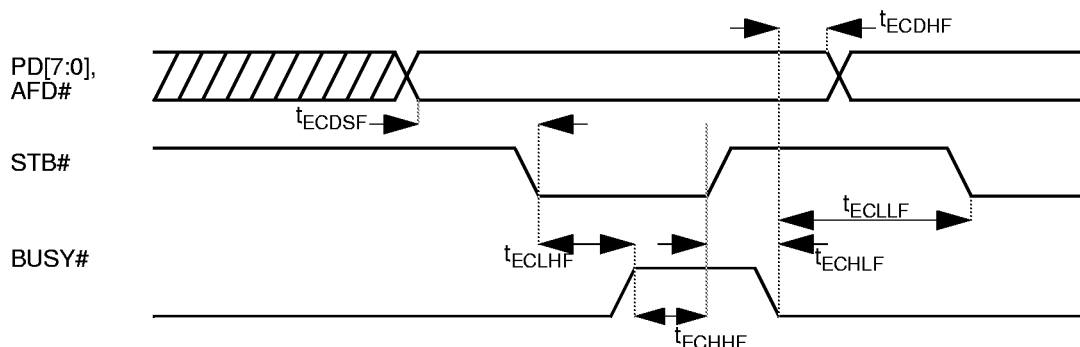 tECDHF
PD[7:0],
AFD#
tECDSF
STB#
tECLLF
BUSY#
tECLHF
tECHLF
tECHHF